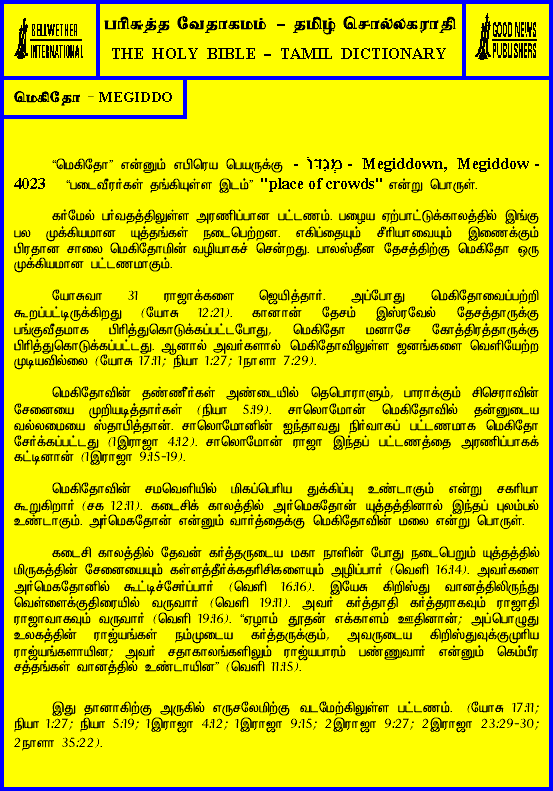 BELLWETHER
INTERNATIONAL
பரிசுத்த வேதாகமம் – தமிழ் சொல்லகராதி
THE HOLY BIBLE – TAMIL DICTIONARY
GOOD NEWS
PUBLISHERS
மெகிதோ – MEGIDDO
“மெகிதோ” என்னும் எபிரெய பெயருக்கு - מְגִדּוֹ - Megiddown, Megiddow -
4023 “படைவீரர்கள் தங்கியுள்ள இடம்” "place of crowds" என்று பொருள்.
கர்மேல் பர்வதத்திலுள்ள அரணிப்பான பட்டணம். பழைய ஏற்பாட்டுக்காலத்தில் இங்கு
பல முக்கியமான யுத்தங்கள் நடைபெற்றன. எகிப்தையும் சீரியாவையும் இணைக்கும்
பிரதான சாலை மெகிதோமின் வழியாகச் சென்றது. பாலஸ்தீன தேசத்திற்கு மெகிதோ ஒரு
முக்கியமான பட்டணமாகும்.
யோசுவா 31 ராஜாக்களை ஜெயித்தார். அப்போது மெகிதோவைப்பற்றி
கூறப்பட்டிருக்கிறது (யோசு 12:21). கானான் தேசம் இஸ்ரவேல் தேசத்தாருக்கு
பங்குவீதமாக பிரித்துகொடுக்கப்பட்டபோது, மெகிதோ மனாசே கோத்திரத்தாருக்கு
பிரித்துகொடுக்கப்பட்டது. ஆனால் அவர்களால் மெகிதோவிலுள்ள ஜனங்களை வெளியேற்ற
முடியவில்லை (யோசு 17:11; நியா 1:27; 1நாளா 7:29).
மெகிதோவின் தண்ணீர்கள் அண்டையில் தெபொராளும், பாராக்கும் சிசெராவின்
சேனையை முறியடித்தார்கள் (நியா 5:19). சாலொமோன் மெகிதோவில் தன்னுடைய
வல்லமையை ஸ்தாபித்தான். சாலொமோனின் ஐந்தாவது நிர்வாகப் பட்டணமாக மெகிதோ
சேர்க்கப்பட்டது (1இராஜா 4:12). சாலொமோன் ராஜா இந்தப் பட்டணத்தை அரணிப்பாகக்
கட்டினான் (1இராஜா 9:15-19).
மெகிதோவின் சமவெளியில் மிகப்பெரிய துக்கிப்பு உண்டாகும் என்று சகரியா
கூறுகிறார் (சக 12:11). கடைசிக் காலத்தில் அர்மெகதோன் யுத்தத்தினால் இந்தப் புலம்பல்
உண்டாகும். அர்மெகதோன் என்னும் வார்த்தைக்கு மெகிதோவின் மலை என்று பொருள்.
கடைசி காலத்தில் தேவன் கர்த்தருடைய மகா நாளின் போது நடைபெறும் யுத்தத்தில்
மிருகத்தின் சேனையையும் கள்ளத்தீர்க்கதரிசிகளையும் அழிப்பார் (வெளி 16:14). அவர்களை
அர்மெகதோனில் கூட்டிச்சேர்ப்பார் (வெளி 16:16). இயேசு கிறிஸ்து வானத்திலிருந்து
வெள்ளைக்குதிரையில் வருவார் (வெளி 19:11). அவர் கர்த்தாதி கர்த்தராகவும் ராஜாதி
ராஜாவாகவும் வருவார் (வெளி 19:16). “ஏழாம் தூதன் எக்காளம் ஊதினான்; அப்பொழுது
உலகத்தின் ராஜ்யங்கள் நம்முடைய கர்த்தருக்கும், அவருடைய கிறிஸ்துவுக்குமுரிய
ராஜ்யங்களாயின; அவர் சதாகாலங்களிலும் ராஜ்யபாரம் பண்ணுவார் என்னும் கெம்பீர
சத்தங்கள் வானத்தில் உண்டாயின” (வெளி 11:15).
இது தானாகிற்கு அருகில் எருசலேமிற்கு வடமேற்கிலுள்ள பட்டணம். (யோசு 17:11;
நியா 1:27; நியா 5:19; 1இராஜா 4:12; 1இராஜா 9:15; 2இராஜா 9:27; 2இராஜா 23:29-30;
2நாளா 35:22).